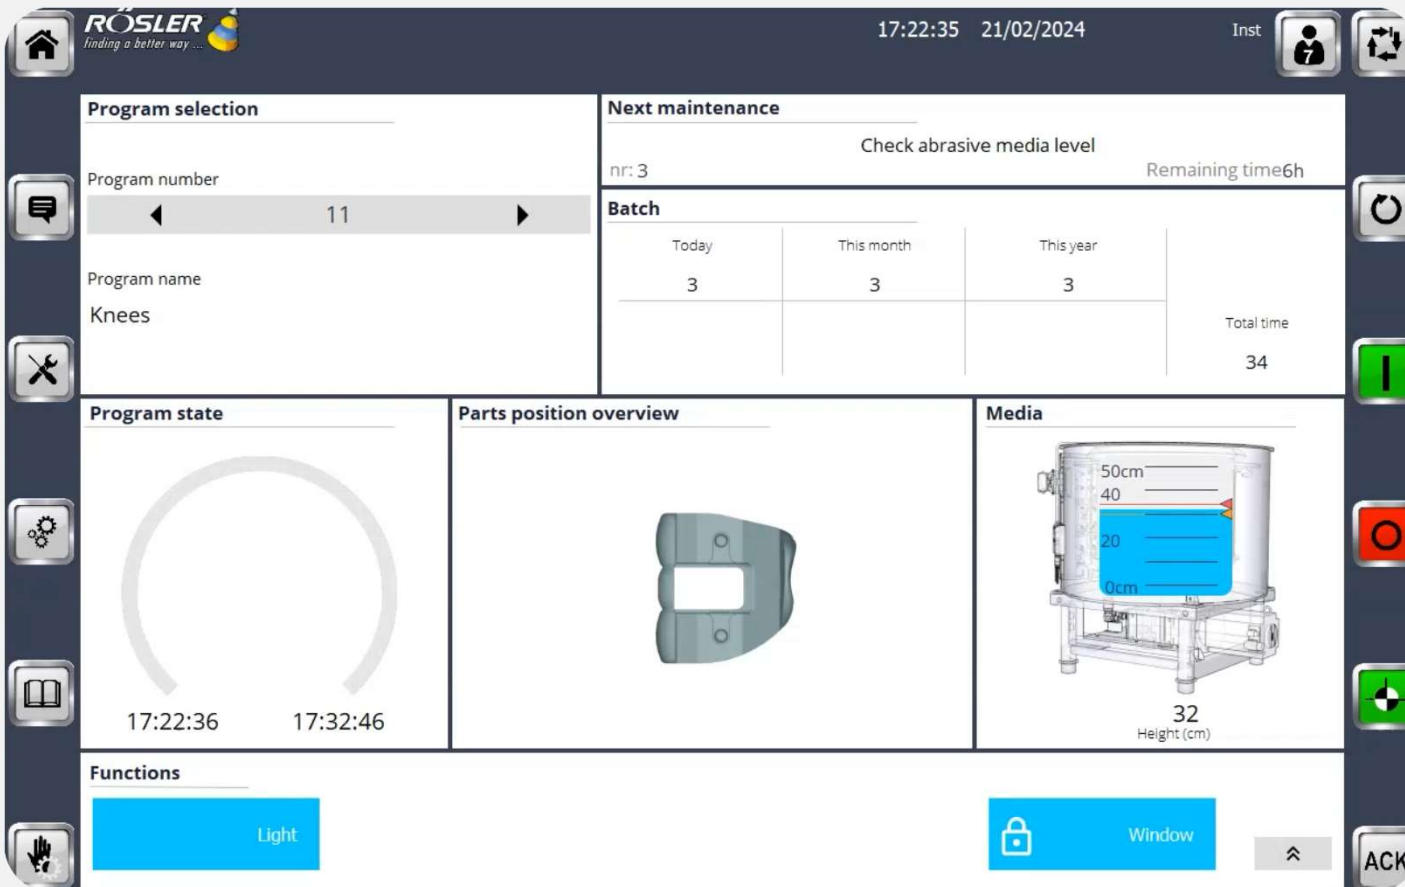 RÖSLER
finding a better way ...
17:22:35 21/02/2024
Inst
7
Program selection
Program number
11
Program name
Knees
Next maintenance
Check abrasive media level
nr: 3
Remaining time6h
Batch
Today This month This year
3 3 3
Total time
34
Program state
17:22:36 17:32:46
Parts position overview
Media
50cm
40
20
0cm
32
Height (cm)
Functions
Light
Window
ACK